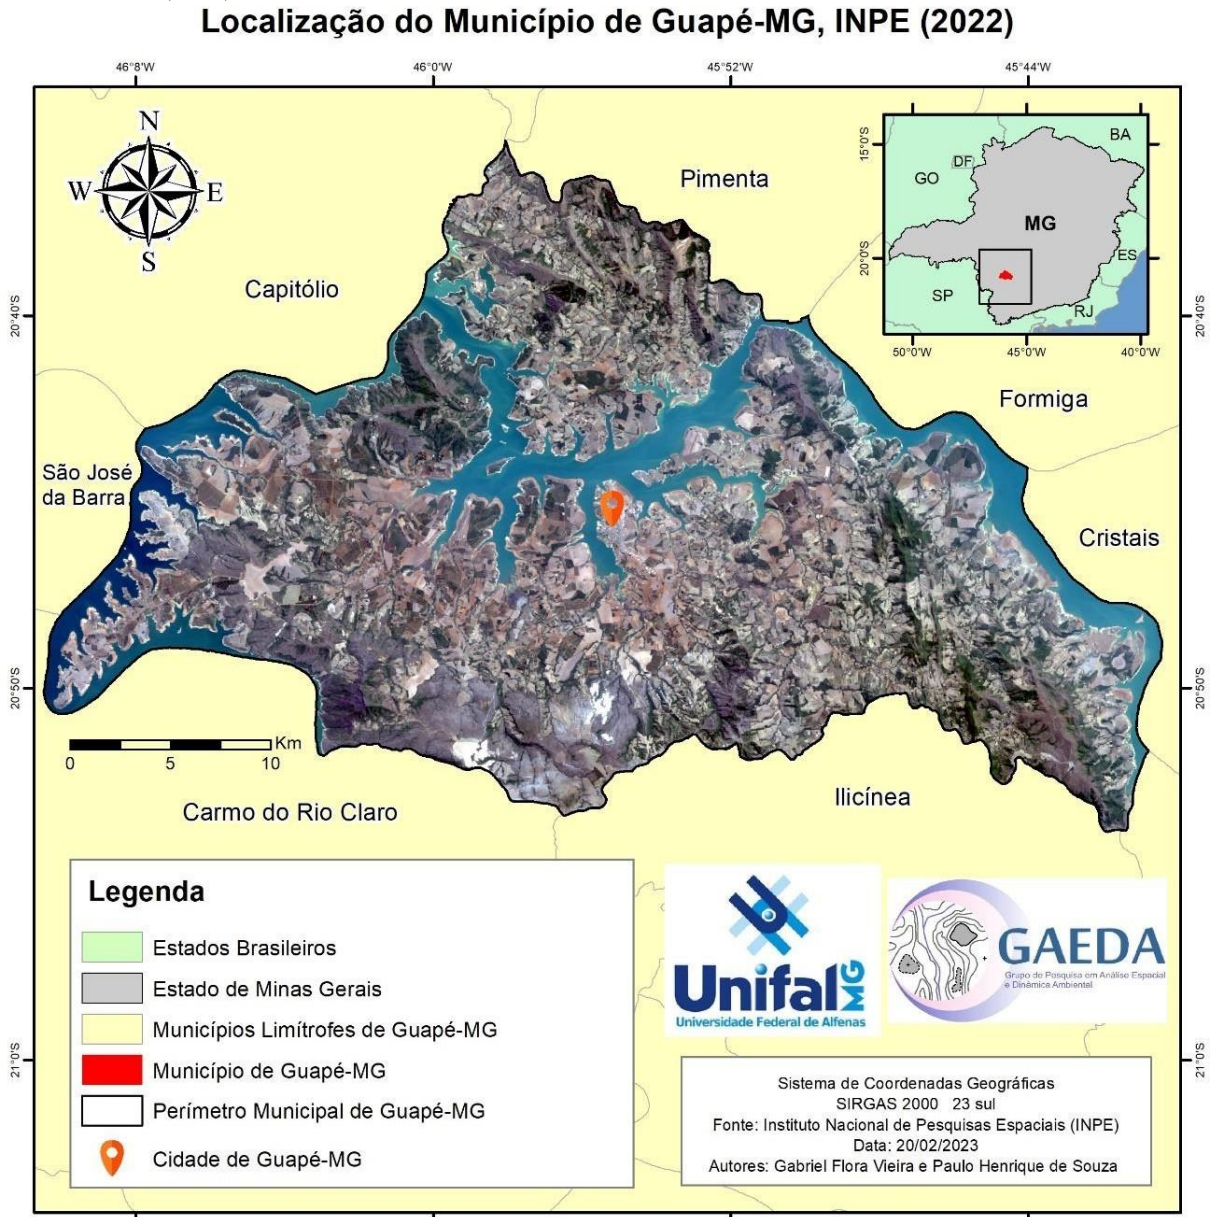 Localização do Município de Guapé-MG, INPE (2022)
46°8'W 46°0'W 45°52'W 45°44'W
N
W E
S
Pimenta
Capitólio
BA
DF
GO
MG
ES
SP
RJ
15°0'S
20°0'S
50°0'W 45°0'W 40°0'W
20°40'S
20°40'S
Formiga
São José
da Barra
Cristais
20°50'S
20°50'S
Km
0 5 10
Carmo do Rio Claro
Ilicínea
Legenda
Estados Brasileiros
Estado de Minas Gerais
Municípios Limítrofes de Guapé-MG
Município de Guapé-MG
Perímetro Municipal de Guapé-MG
Cidade de Guapé-MG
Unifal MG
Universidade Federal de Alfenas
GAEDA
Grupo de Pesquisa em Análise Espacial
e Dinâmica Ambiental
21°0'S
21°0'S
Sistema de Coordenadas Geográficas
SIRGAS 2000 23 sul
Fonte: Instituto Nacional de Pesquisas Espaciais (INPE)
Data: 20/02/2023
Autores: Gabriel Flora Vieira e Paulo Henrique de Souza